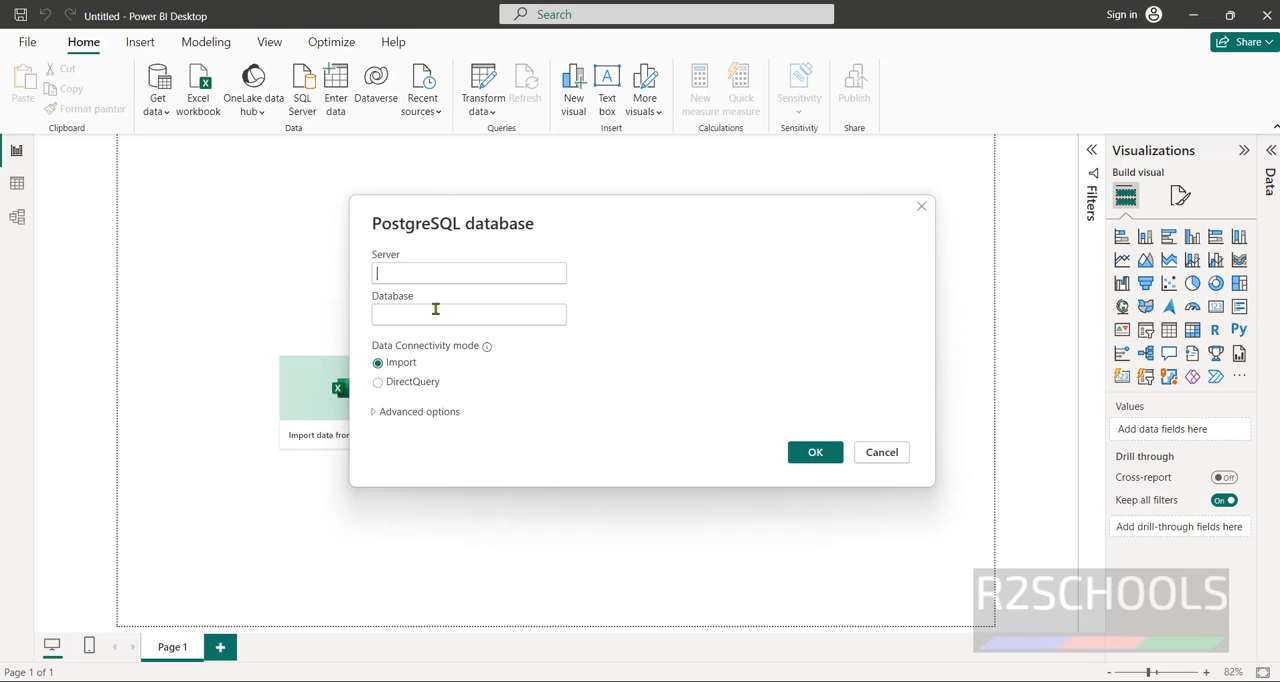 Untitled - Power BI Desktop
Search
Sign in
File Home Insert Modeling View Optimize Help
Share
Paste
Cut
Copy
Format painter
Clipboard
Get data
Excel workbook
OneLake data hub
SQL Server
Enter data
Dataverse
Recent sources
Data
Transform data
Refresh
Queries
New visual
A
Text box
More visuals
Insert
New measure
Quick measure
Calculations
Sensitivity
Sensitivity
Publish
Share
PostgreSQL database
Server
Database
Data Connectivity mode
Import
DirectQuery
Advanced options
OK
Cancel
X
Import data from
Filters
Visualizations
Build visual
123
R
Py
123
Values
Add data fields here
Drill through
Cross-report
Off
Keep all filters
On
Add drill-through fields here
Data
R2SCHOOLS
Page 1
Page 1 of 1
82%